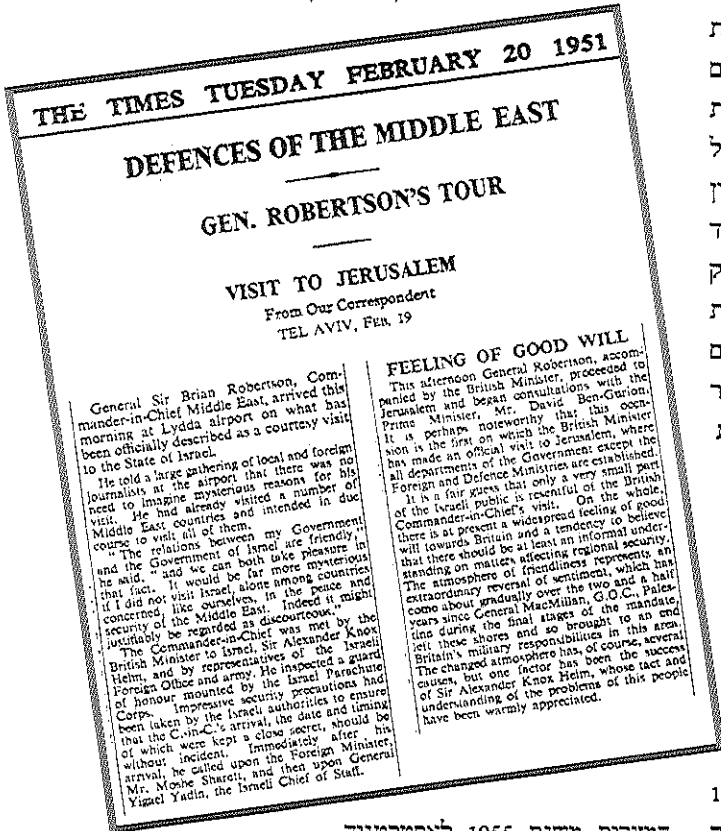 THE TIMES TUESDAY FEBRUARY 20 1951
DEFENCES OF THE MIDDLE EAST
GEN. ROBERTSON'S TOUR
VISIT TO JERUSALEM
From Our Correspondent
TEL AVIV, FEB. 19
General Sir Brian Robertson, Com-
mander-in-Chief Middle East, arrived this
morning at Lydda airport on what has
been officially described as a courtesy visit
to the State of Israel.
He told a large gathering of local and foreign
journalists at the airport that there was no
need to imagine mysterious reasons for his
visit. He had already visited a number of
Middle East countries and intended in due
course to visit all of them.
"The relations between my Government
and the Government of Israel are friendly,"
he said, "and we can both take pleasure in
that fact. It would be far more mysterious
if I did not visit Israel, alone among countries
concerned, like ourselves, in the peace and
security of the Middle East. Indeed it might
justifiably be regarded as discourteous."
The Commander-in-Chief was met by the
British Minister to Israel, Sir Alexander Knox
Helm, and by representatives of the Israeli
Foreign Office and army. He inspected a guard
of honour mounted by the Israel Parachute
Corps. Impressive security precautions had
been taken by the Israeli authorities to ensure
that the C.-in-C.'s arrival, the date and timing
of which were kept a close secret, should be
without incident. Immediately after his
arrival, he called upon the Foreign Minister,
Mr. Moshe Sharett, and then upon General
Yigael Yadin, the Israeli Chief of Staff.
FEELING OF GOOD WILL
This afternoon General Robertson, accom-
panied by the British Minister, proceeded to
Jerusalem and began consultations with the
Prime Minister, Mr. David Ben-Gurion.
It is perhaps noteworthy that this occa-
sion is the first on which the British Minister
has made an official visit to Jerusalem, where
all departments of the Government except the
Foreign and Defence Ministries are established.
It is a fair guess that only a very small part
of the Israeli public is resentful of the British
Commander-in-Chief's visit. On the whole,
there is at present a widespread feeling of good
will towards Britain and a tendency to believe
that there should be at least an informal under-
standing on matters affecting regional security.
The atmosphere of friendliness represents an
extraordinary reversal of sentiment, which has
come about gradually over the two and a half
years since General MacMillan, G.O.C., Pales-
tine during the final stages of the mandate,
left these shores and so brought to an end
Britain's military responsibilities in this area.
The changed atmosphere has, of course, several
causes, but one factor has been the success
of Sir Alexander Knox Helm, whose tact and
understanding of the problems of this people
have been warmly appreciated.
ת
ם
ת
ל
ן
ד
ק
ת
ם
1
1955